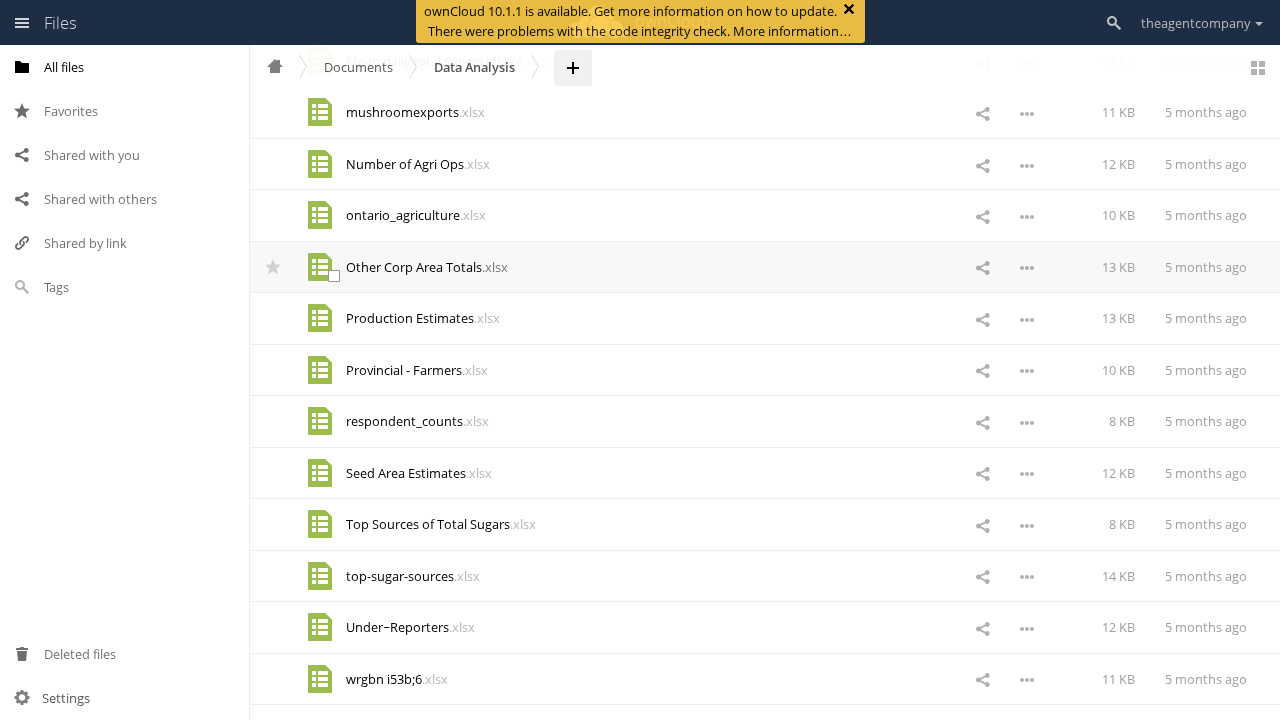 Files
ownCloud 10.1.1 is available. Get more information on how to update.
There were problems with the code integrity check. More information…
theagentcompany
All files
Favorites
Shared with you
Shared with others
Shared by link
Tags
Deleted files
Settings
Documents
Data Analysis
mushroomexports.xlsx 11 KB 5 months ago
Number of Agri Ops.xlsx 12 KB 5 months ago
ontario_agriculture.xlsx 10 KB 5 months ago
Other Corp Area Totals.xlsx 13 KB 5 months ago
Production Estimates.xlsx 13 KB 5 months ago
Provincial - Farmers.xlsx 10 KB 5 months ago
respondent_counts.xlsx 8 KB 5 months ago
Seed Area Estimates.xlsx 12 KB 5 months ago
Top Sources of Total Sugars.xlsx 8 KB 5 months ago
top-sugar-sources.xlsx 14 KB 5 months ago
Under–Reporters.xlsx 12 KB 5 months ago
wrgbn i53b;6.xlsx 11 KB 5 months ago